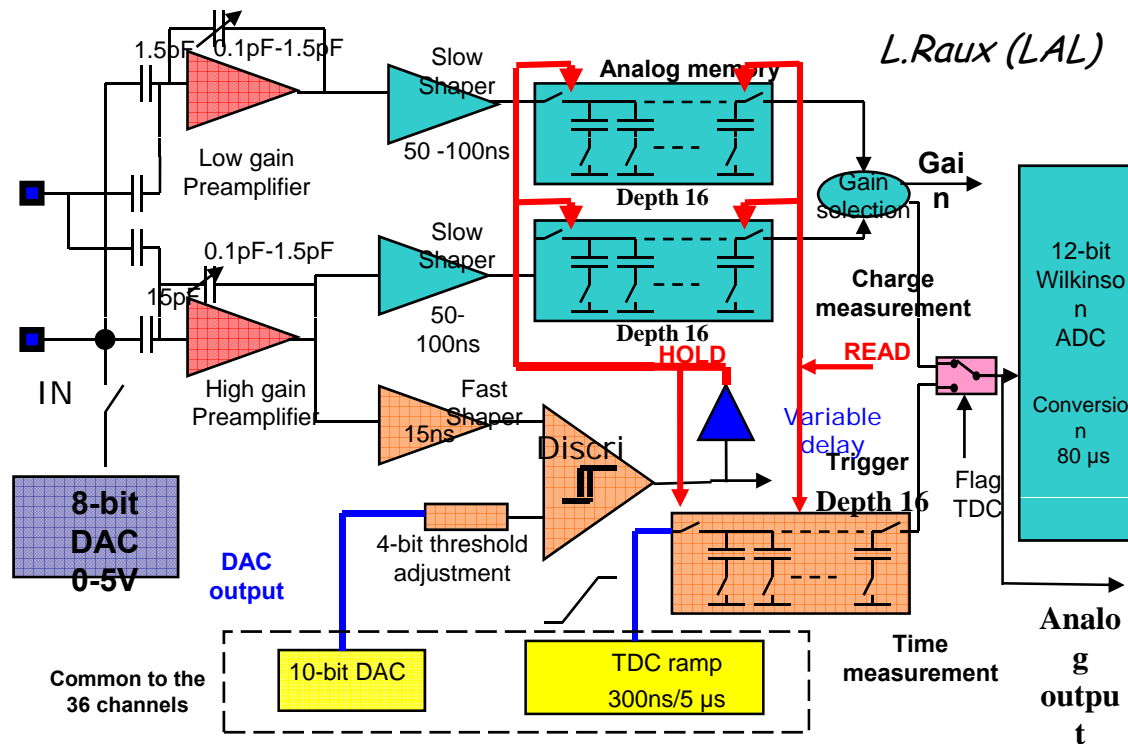 L.Raux (LAL)
1.5pF
0.1pF-1.5pF
Slow
Shaper
Analog memory
50 -100ns
Low gain
Preamplifier
Depth 16
Gain
selection
Gai
n
0.1pF-1.5pF
Slow
Shaper
15pF
50-
100ns
Depth 16
Charge
measurement
12-bit
Wilkinso
n
ADC
Conversio
n
80 µs
IN
High gain
Preamplifier
Fast
Shaper
15ns
HOLD
READ
Discri
Variable
delay
Trigger
Flag
TDC
8-bit
DAC
0-5V
4-bit threshold
adjustment
DAC
output
Depth 16
Common to the
36 channels
10-bit DAC
TDC ramp
300ns/5 µs
Time
measurement
Analo
g
outpu
t